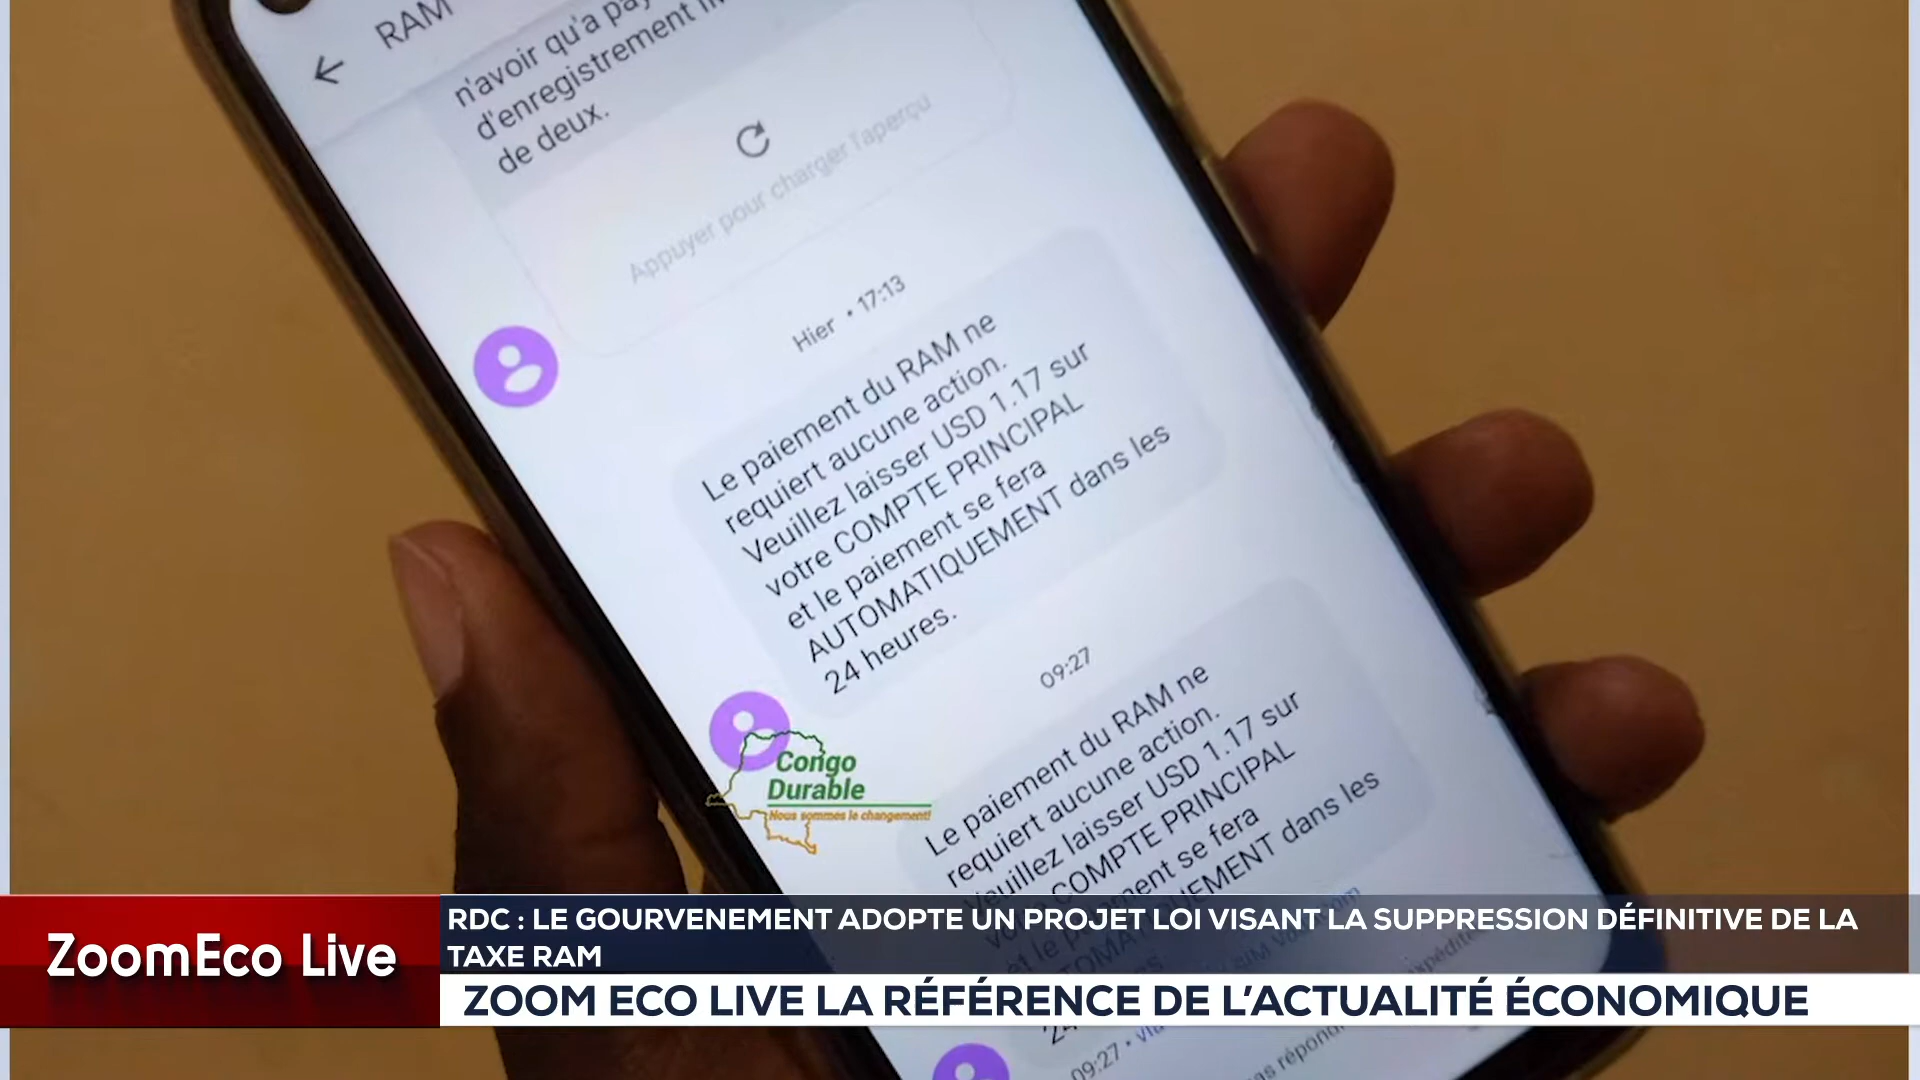 RAM
n'avoir qu'a
d'enregistrement
de deux.
Appuyer pour charger l'aperçu
Hier • 17:13
Le paiement du RAM ne
requiert aucune action.
Veuillez laisser USD 1.17 sur
votre COMPTE PRINCIPAL
et le paiement se fera
AUTOMATIQUEMENT dans les
24 heures.
09:27
Le paiement du RAM ne
requiert aucune action.
Veuillez laisser USD 1.17 sur
COMPTE PRINCIPAL
se fera
dans les
09:27 •
Congo
Durable
Nous sommes le changement!
ZoomEco Live
RDC : LE GOURVENEMENT ADOPTE UN PROJET LOI VISANT LA SUPPRESSION DÉFINITIVE DE LA
TAXE RAM
ZOOM ECO LIVE LA RÉFÉRENCE DE L'ACTUALITÉ ÉCONOMIQUE